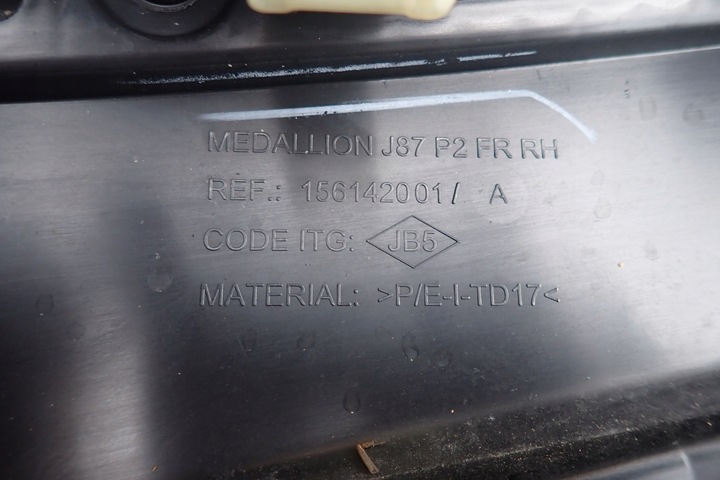 MEDALLION J87 P2 FR RH
REF.: 156142001/ A
CODE ITG: JB5
MATERIAL: >P/E-I-TD17<